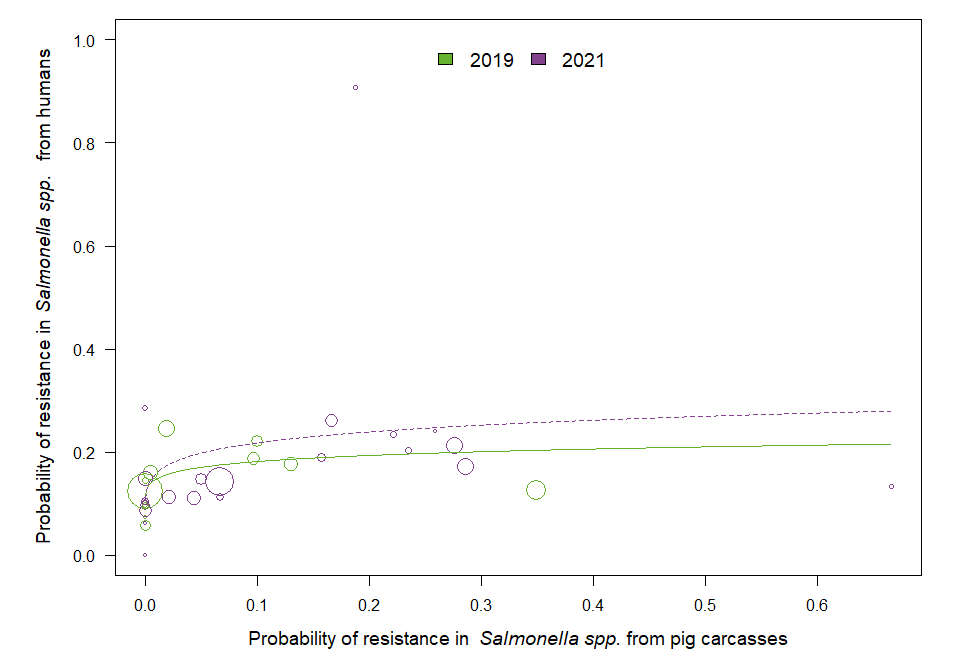 2019 2021
Probability of resistance in Salmonella spp. from humans
1.0
0.8
0.6
0.4
0.2
0.0
0.0 0.1 0.2 0.3 0.4 0.5 0.6
Probability of resistance in Salmonella spp. from pig carcasses